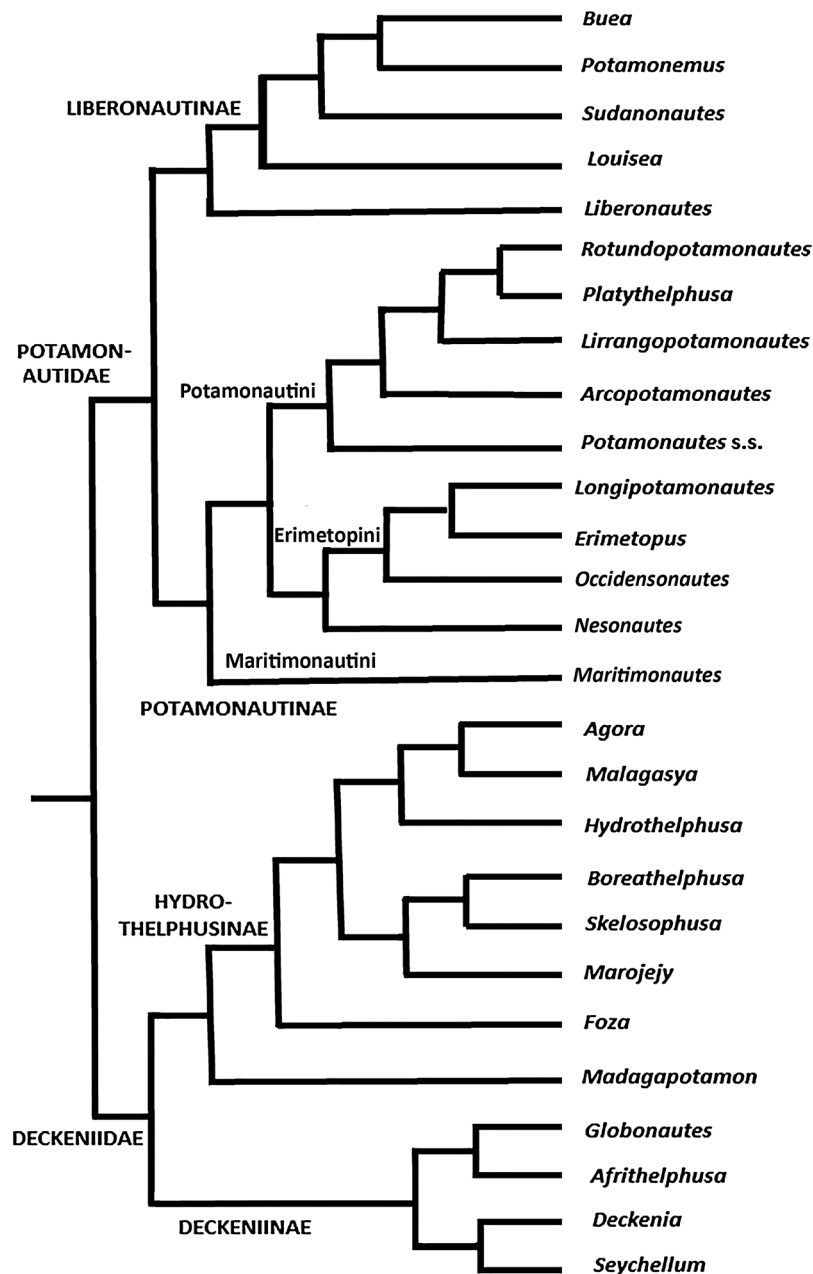 Buea
Potamonemus
LIBERONAUTINAE
Sudanonautes
Louisea
Liberonautes
Rotundopotamonautes
Platythelphusa
Lirrangopotamonautes
POTAMON-
AUTIDAE
Potamonautini
Arcopotamonautes
Potamonautes s.s.
Longipotamonautes
Erimetopini
Erimetopus
Occidensonautes
Nesonautes
Maritimonautini
Maritimonautes
POTAMONAUTINAE
Agora
Malagasya
Hydrothelphusa
Boreathelphusa
HYDRO-
THELPHUSINAE
Skelosophusa
Marojejy
Foza
Madagapotamon
Globonautes
DECKENIIDAE
Afrithelphusa
Deckenia
DECKENIINAE
Seychellum